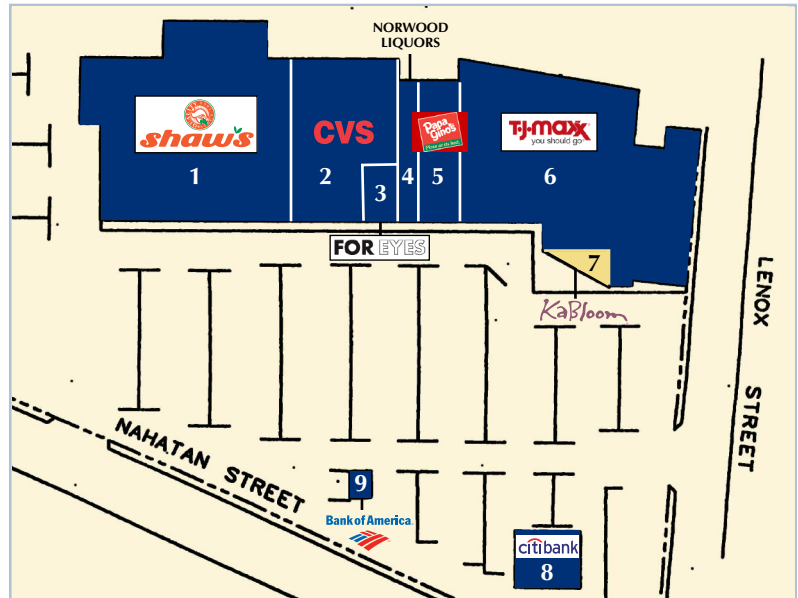 NORWOOD
LIQUORS
shaw's
CVS
Papa
Gino's
T·J·maxx
you should go
1
2
3
4
5
6
FOR EYES
7
KaBloom
LENOX STREET
NAHATAN STREET
9
Bank of America
citibank
8